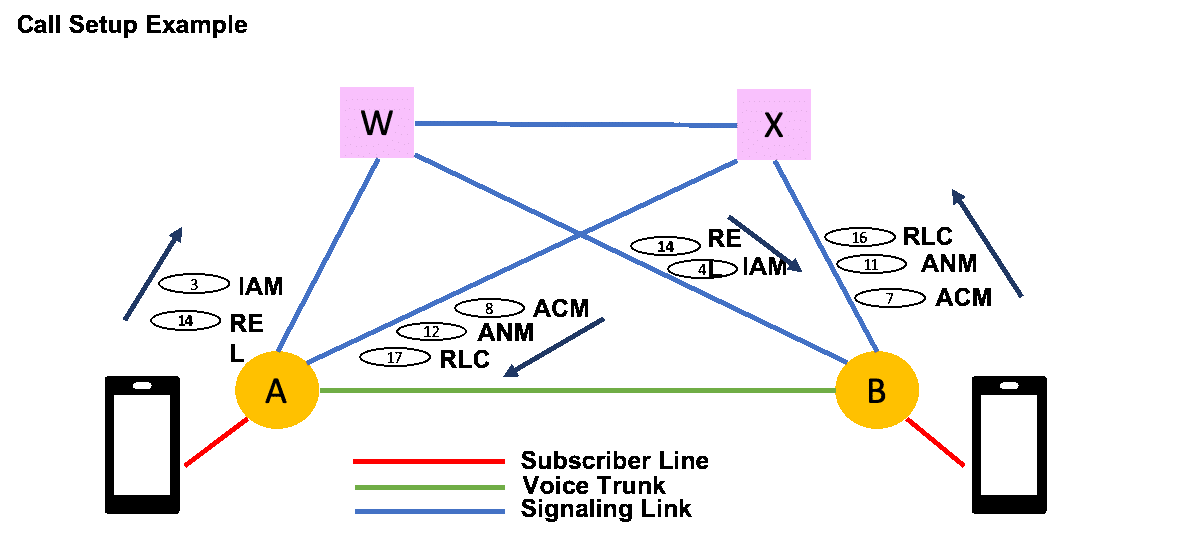 Call Setup Example
W
X
14 RE
L
4 IAM
16 RLC
11 ANM
7 ACM
3 IAM
14 RE
L
8 ACM
12 ANM
17 RLC
A
B
Subscriber Line
Voice Trunk
Signaling Link